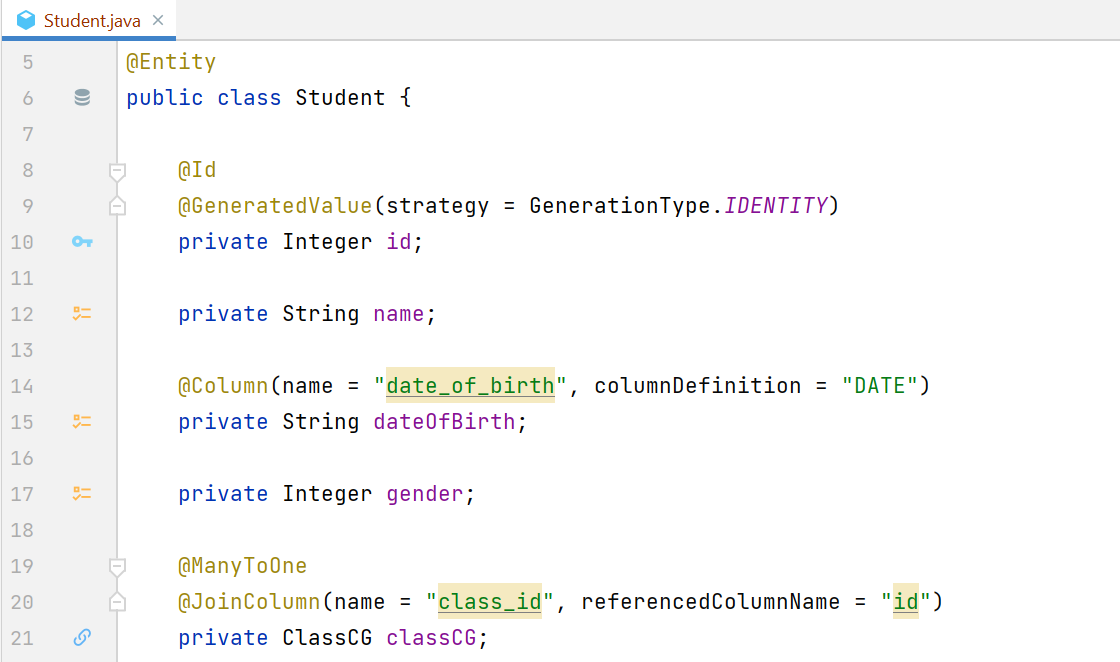 Student.java
5 @Entity
6 public class Student {
7
8 @Id
9 @GeneratedValue(strategy = GenerationType.IDENTITY)
10 private Integer id;
11
12 private String name;
13
14 @Column(name = "date_of_birth", columnDefinition = "DATE")
15 private String dateOfBirth;
16
17 private Integer gender;
18
19 @ManyToOne
20 @JoinColumn(name = "class_id", referencedColumnName = "id")
21 private ClassCG classCG;